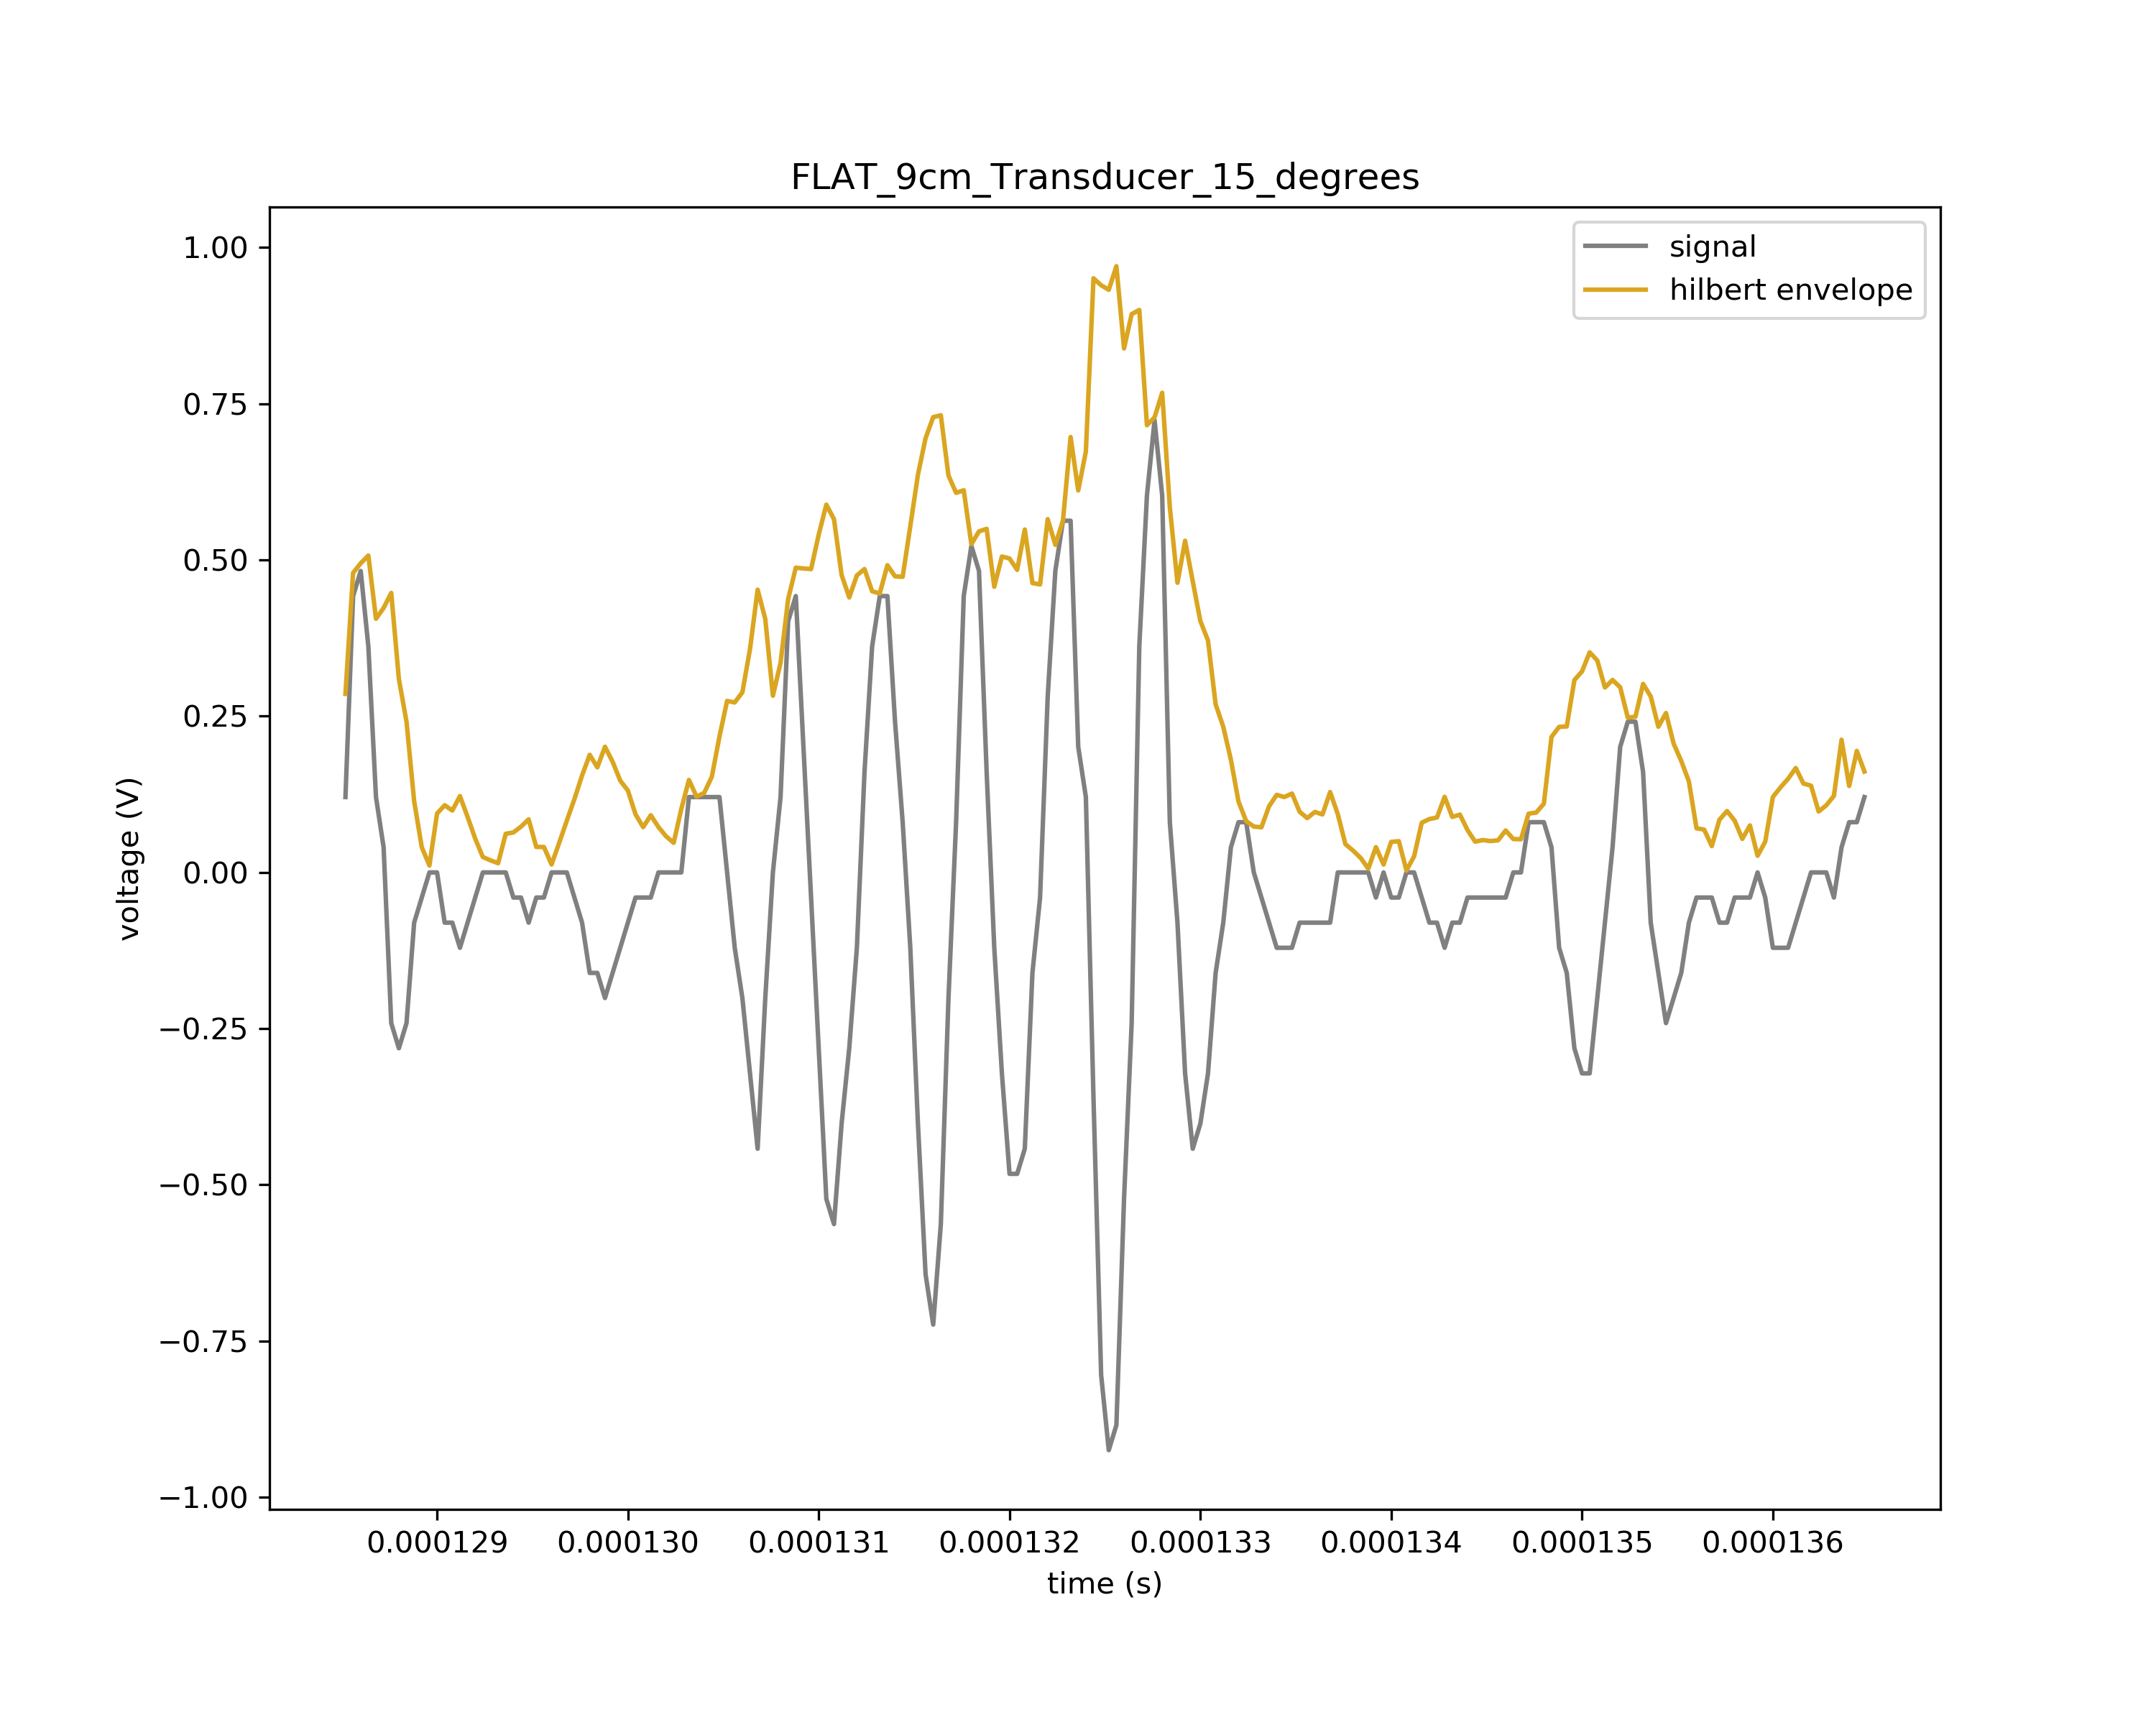 FLAT_9cm_Transducer_15_degrees
signal
hilbert envelope
1.00
0.75
0.50
0.25
0.00
−0.25
−0.50
−0.75
−1.00
voltage (V)
0.000129 0.000130 0.000131 0.000132 0.000133 0.000134 0.000135 0.000136
time (s)